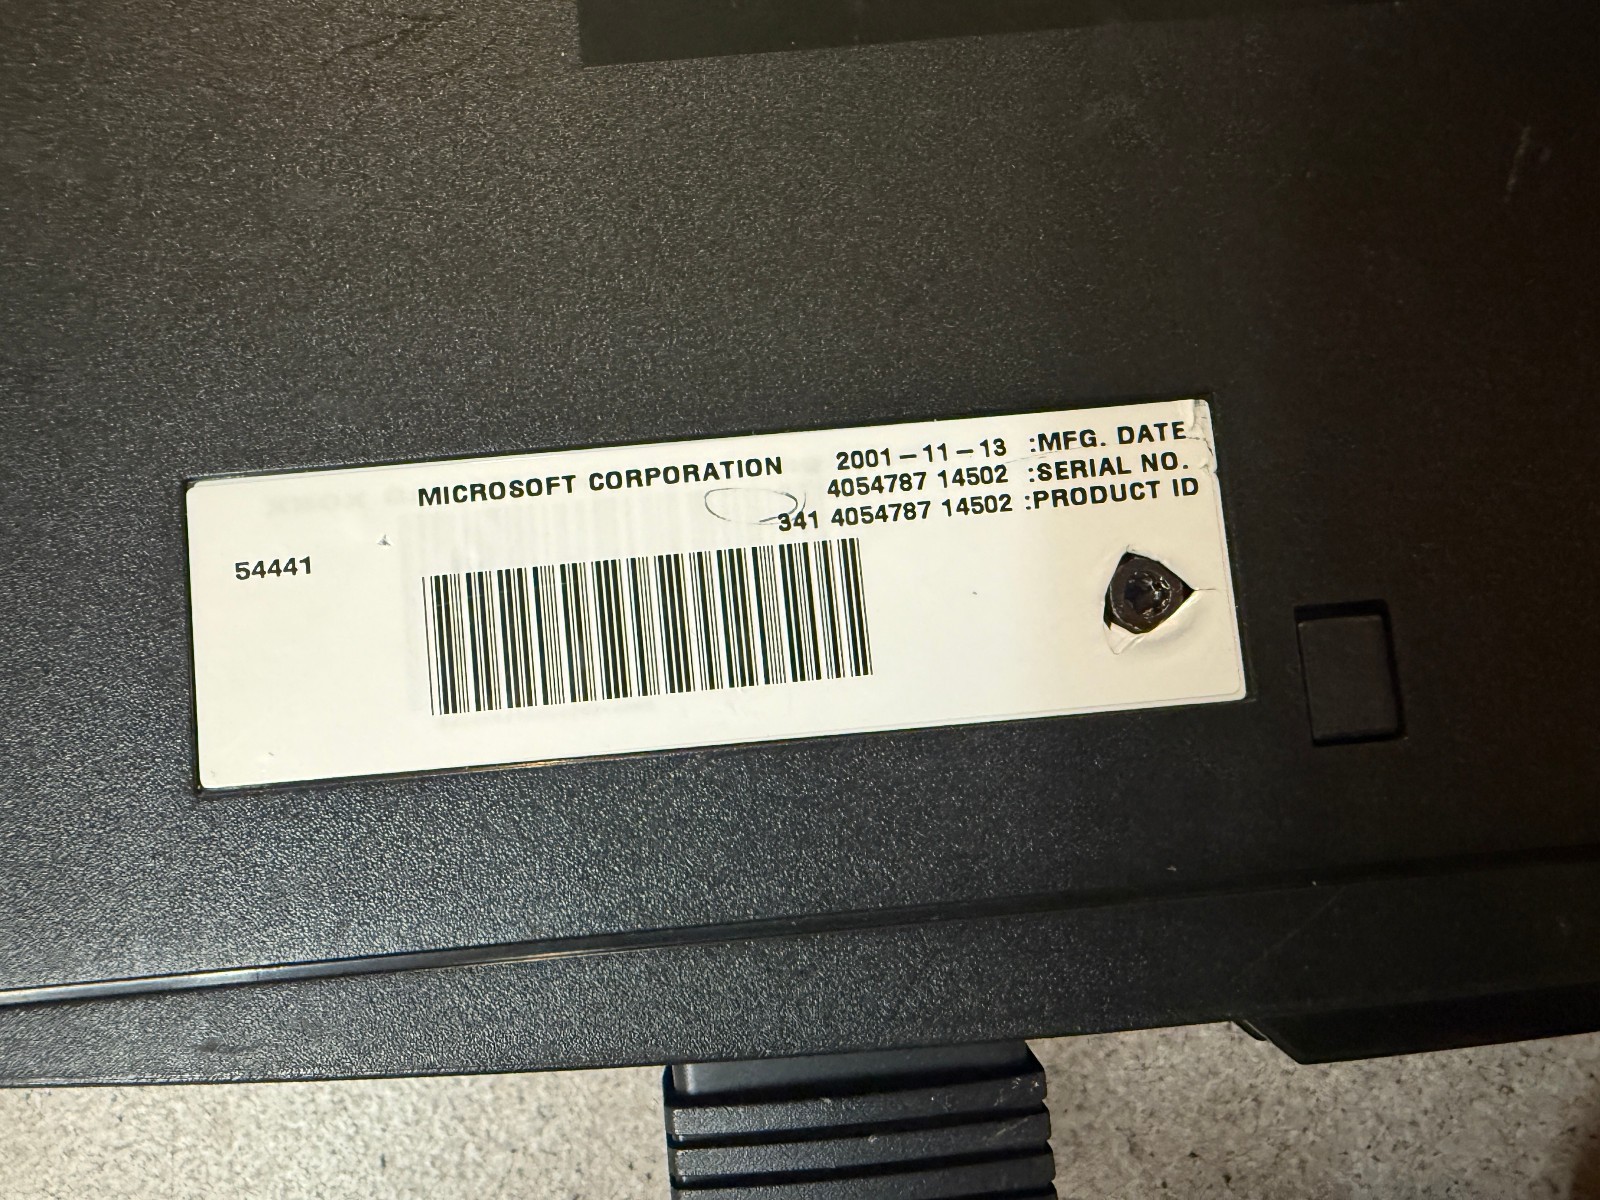 MICROSOFT CORPORATION
2001-11-13 :MFG. DATE
4054787 14502 :SERIAL NO.
341 4054787 14502 :PRODUCT ID
54441